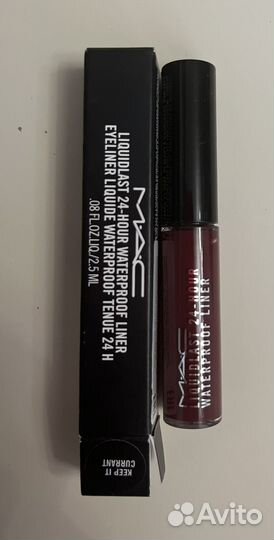 MAC
LIQUIDLAST 24-HOUR WATERPROOF LINER
EYELINER LIQUIDE WATERPROOF TENUE 24 H
.08 FL.OZ.LIQ./2.5 ML
KEEP IT
CURRANT
MAC
LIQUIDLAST 24-HOUR
WATERPROOF LINER
Avito